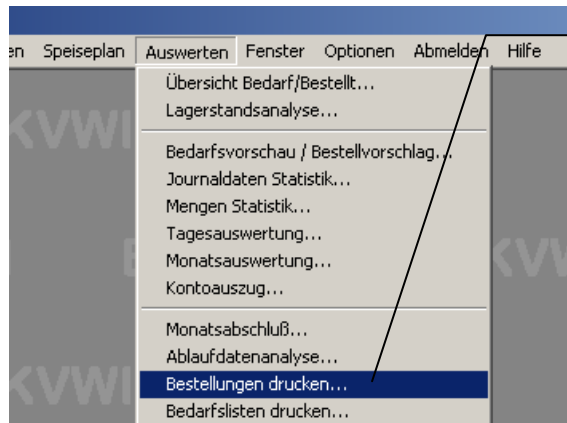 en Speiseplan Auswerten Fenster Optionen Abmelden Hilfe
Übersicht Bedarf/Bestellt...
Lagerstandsanalyse...
Bedarfsvorschau / Bestellvorschlag...
Journaldaten Statistik...
Mengen Statistik...
Tagesauswertung...
Monatsauswertung...
Kontoauszug...
Monatsabschluß...
Ablaufdatenanalyse...
Bestellungen drucken...
Bedarfslisten drucken...